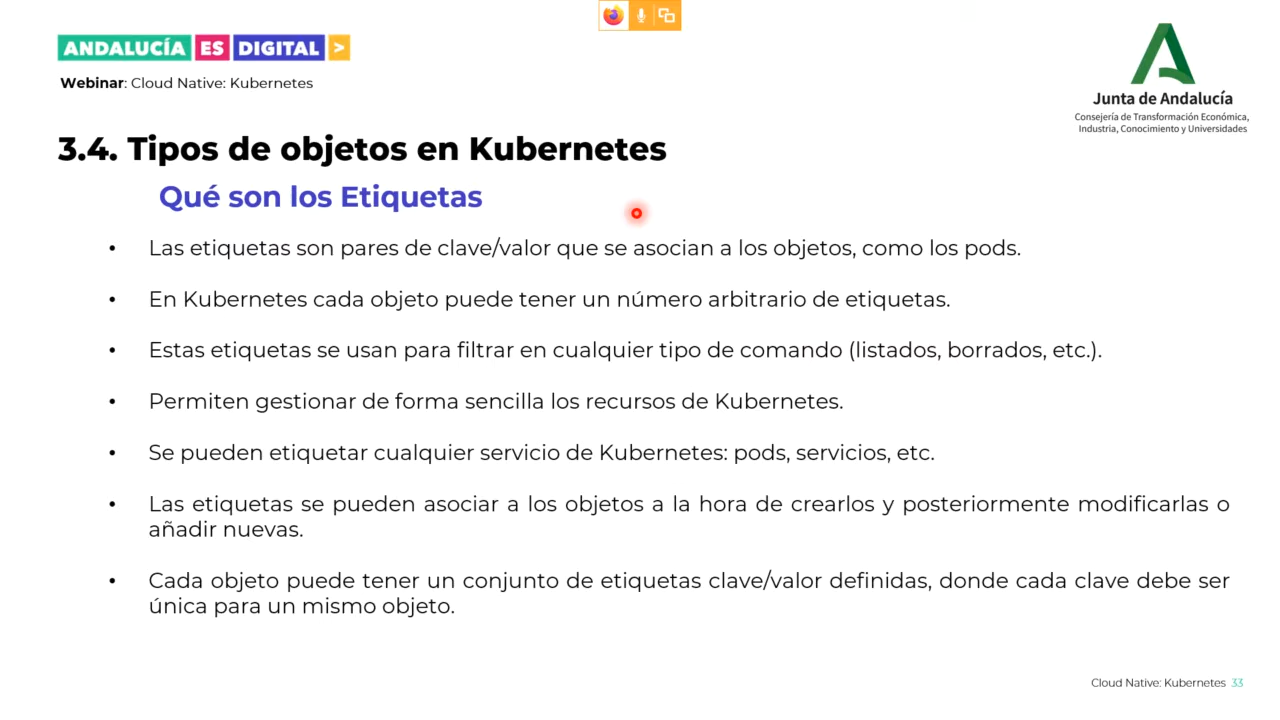 ANDALUCÍA ES DIGITAL >
Webinar: Cloud Native: Kubernetes
Junta de Andalucía
Consejería de Transformación Económica,
Industria, Conocimiento y Universidades
3.4. Tipos de objetos en Kubernetes
Qué son los Etiquetas
• Las etiquetas son pares de clave/valor que se asocian a los objetos, como los pods.
• En Kubernetes cada objeto puede tener un número arbitrario de etiquetas.
• Estas etiquetas se usan para filtrar en cualquier tipo de comando (listados, borrados, etc.).
• Permiten gestionar de forma sencilla los recursos de Kubernetes.
• Se pueden etiquetar cualquier servicio de Kubernetes: pods, servicios, etc.
• Las etiquetas se pueden asociar a los objetos a la hora de crearlos y posteriormente modificarlas o
añadir nuevas.
• Cada objeto puede tener un conjunto de etiquetas clave/valor definidas, donde cada clave debe ser
única para un mismo objeto.
Cloud Native: Kubernetes 33